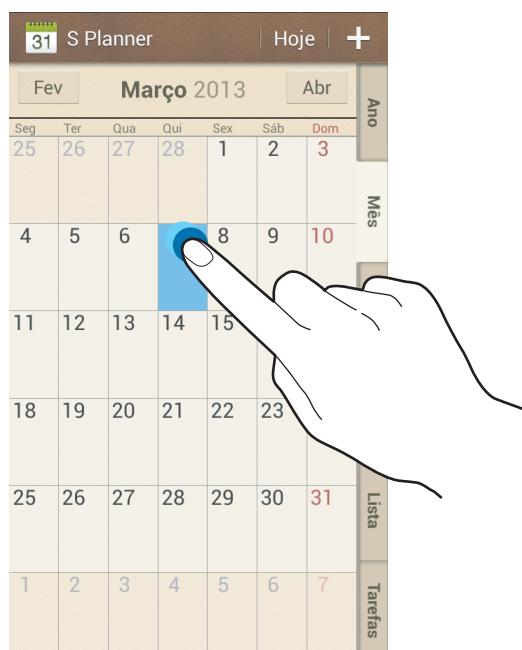 31 S Planner Hoje +
Fev Março 2013 Abr
Seg Ter Qua Qui Sex Sáb Dom
25 26 27 28 1 2 3
4 5 6 8 9 10
11 12 13 14 15
18 19 20 21 22 23
25 26 27 28 29 30 31
1 2 3 4 5 6 7
Ano
Mês
Lista
Tarefas